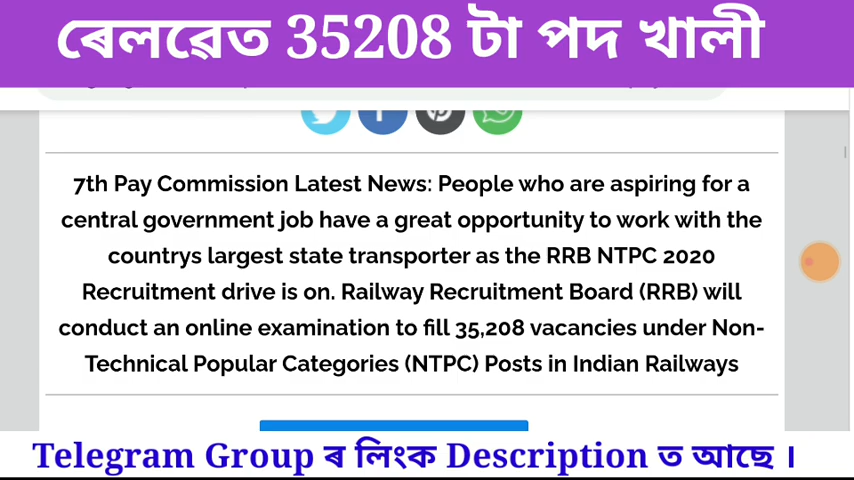 ৰেলৱেত 35208 টা পদ খালী
7th Pay Commission Latest News: People who are aspiring for a
central government job have a great opportunity to work with the
countrys largest state transporter as the RRB NTPC 2020
Recruitment drive is on. Railway Recruitment Board (RRB) will
conduct an online examination to fill 35,208 vacancies under Non-
Technical Popular Categories (NTPC) Posts in Indian Railways
Telegram Group ৰ লিংক Description ত আছে ।